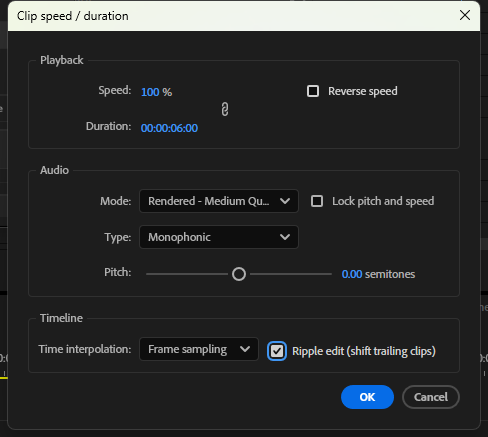 Clip speed / duration
Playback
Speed: 100 % Reverse speed
Duration: 00:00:06:00
Audio
Mode: Rendered - Medium Qu... Lock pitch and speed
Type: Monophonic
Pitch: 0.00 semitones
Timeline
Time interpolation: Frame sampling Ripple edit (shift trailing clips)
OK Cancel